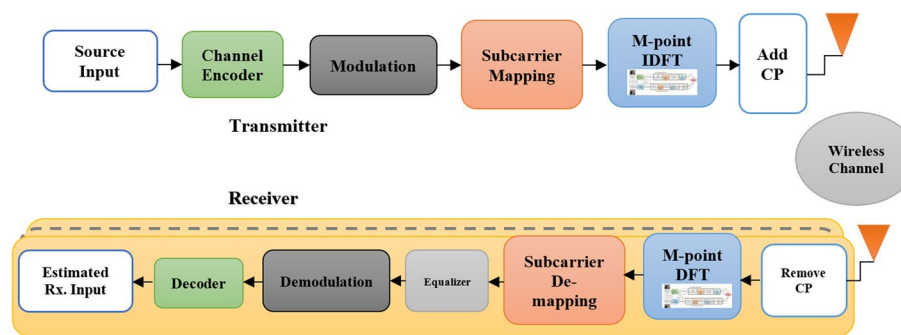 Source
Input
Channel
Encoder
Modulation
Subcarrier
Mapping
M-point
IDFT
Add
CP
Transmitter
Wireless
Channel
Receiver
Estimated
Rx. Input
Decoder
Demodulation
Equalizer
Subcarrier
De-
mapping
M-point
DFT
Remove
CP